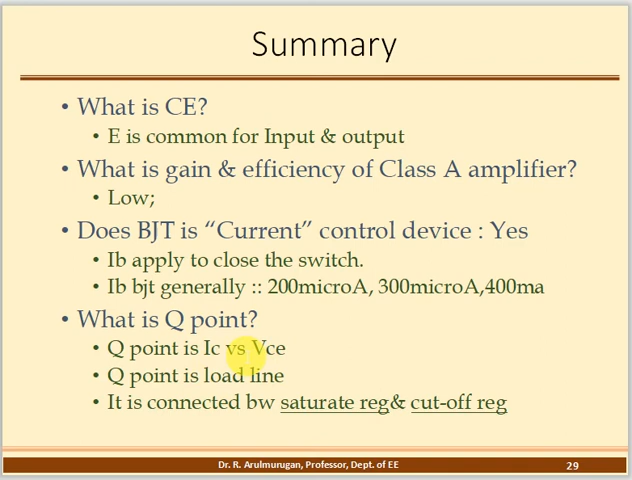 Summary
• What is CE?
• E is common for Input & output
• What is gain & efficiency of Class A amplifier?
• Low;
• Does BJT is “Current” control device : Yes
• Ib apply to close the switch.
• Ib bjt generally :: 200microA, 300microA,400ma
• What is Q point?
• Q point is Ic vs Vce
• Q point is load line
• It is connected bw saturate reg& cut-off reg
Dr. R. Arulmurugan, Professor, Dept. of EE
29